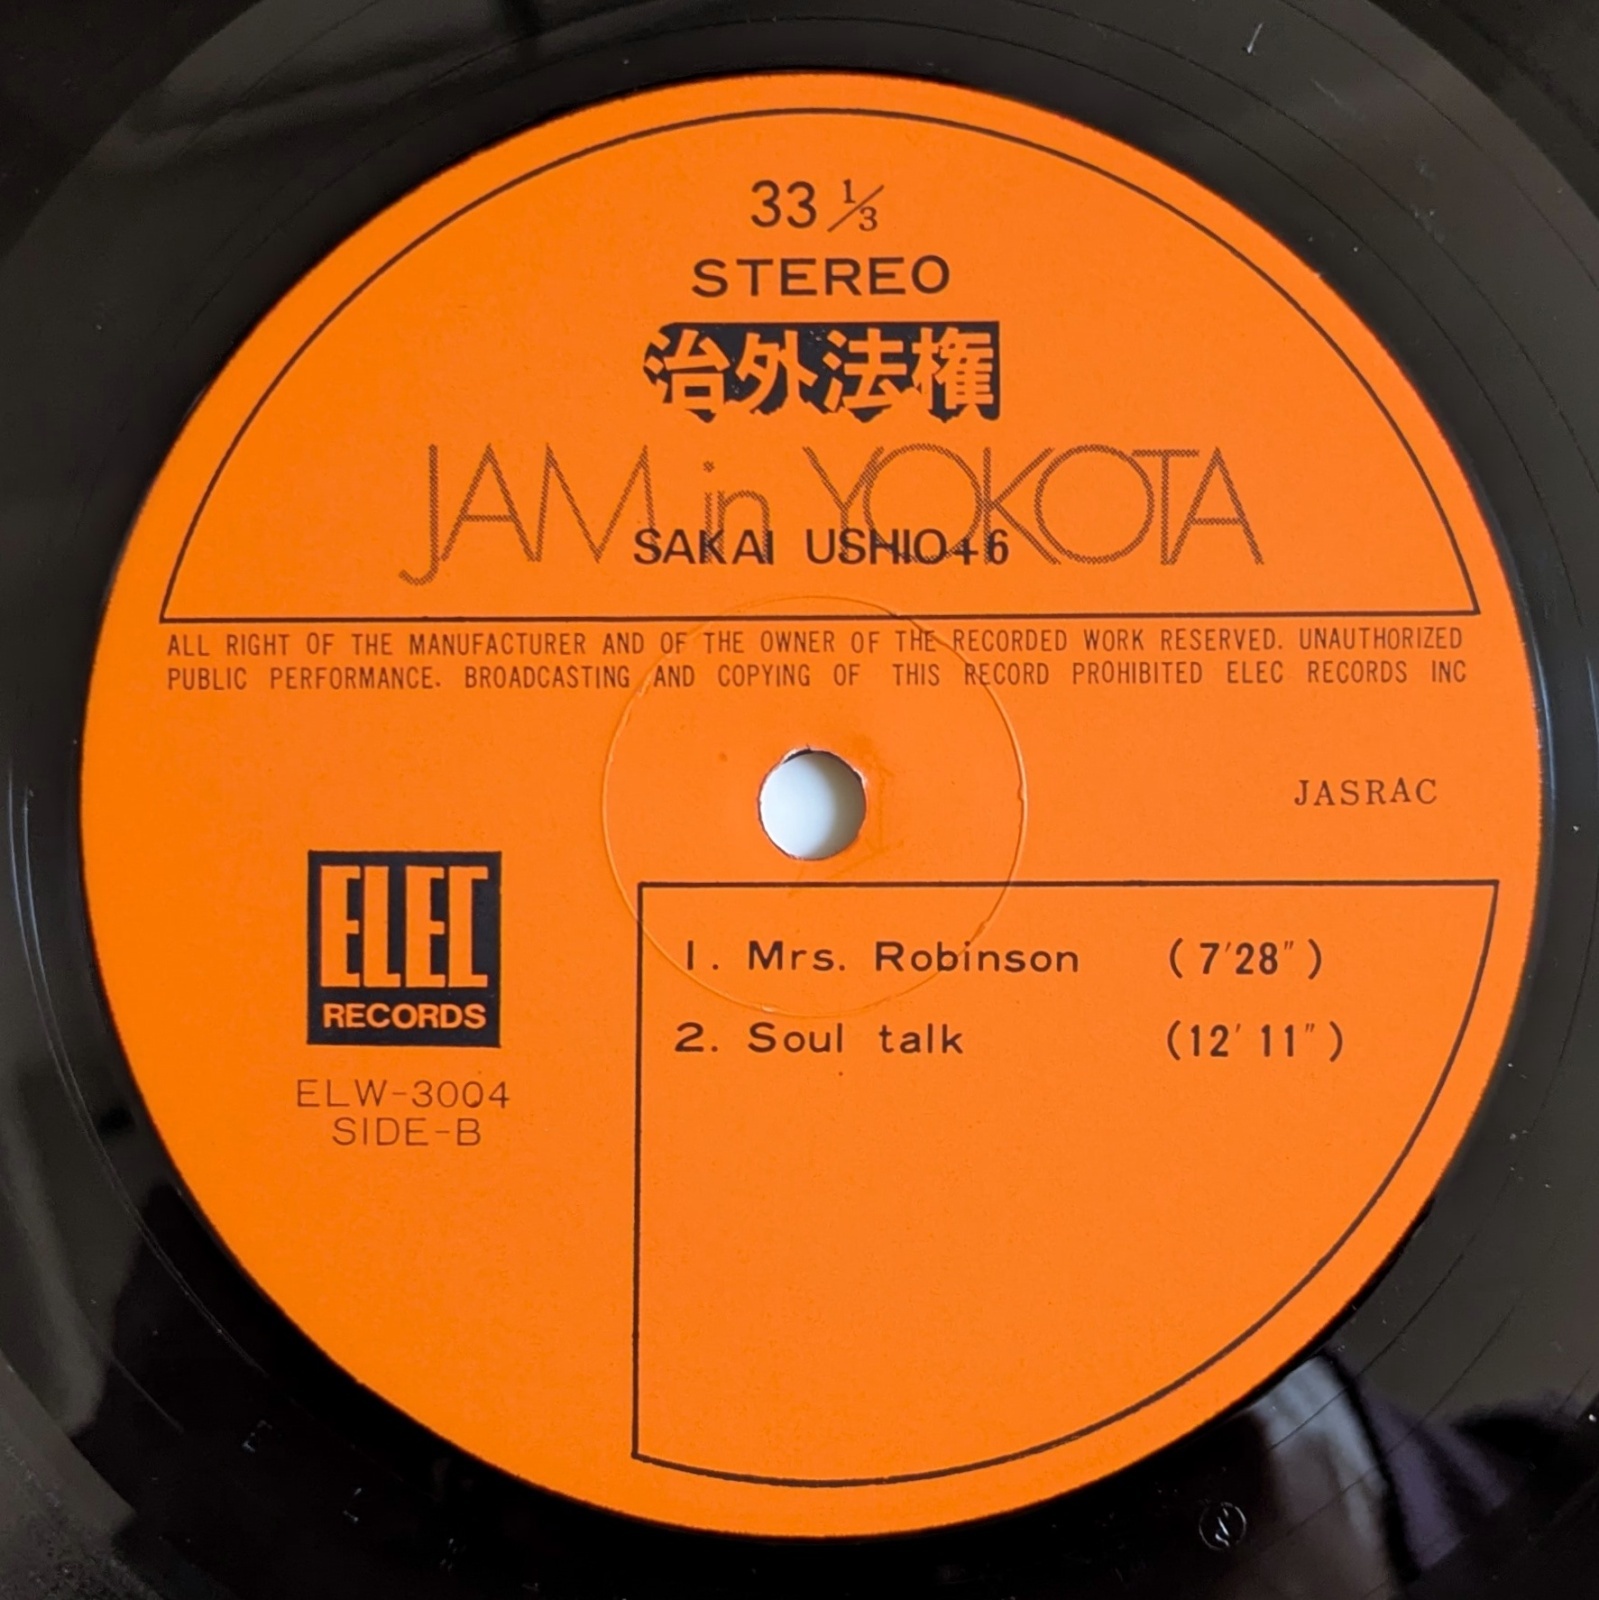 33 1/3
STEREO
治外法権
JAM in YOKOTA
SAKAI USHIO+6
ALL RIGHT OF THE MANUFACTURER AND OF THE OWNER OF THE RECORDED WORK RESERVED. UNAUTHORIZED
PUBLIC PERFORMANCE. BROADCASTING AND COPYING OF THIS RECORD PROHIBITED ELEC RECORDS INC
JASRAC
ELEC
RECORDS
ELW-3004
SIDE-B
1. Mrs. Robinson (7'28")
2. Soul talk (12'11")